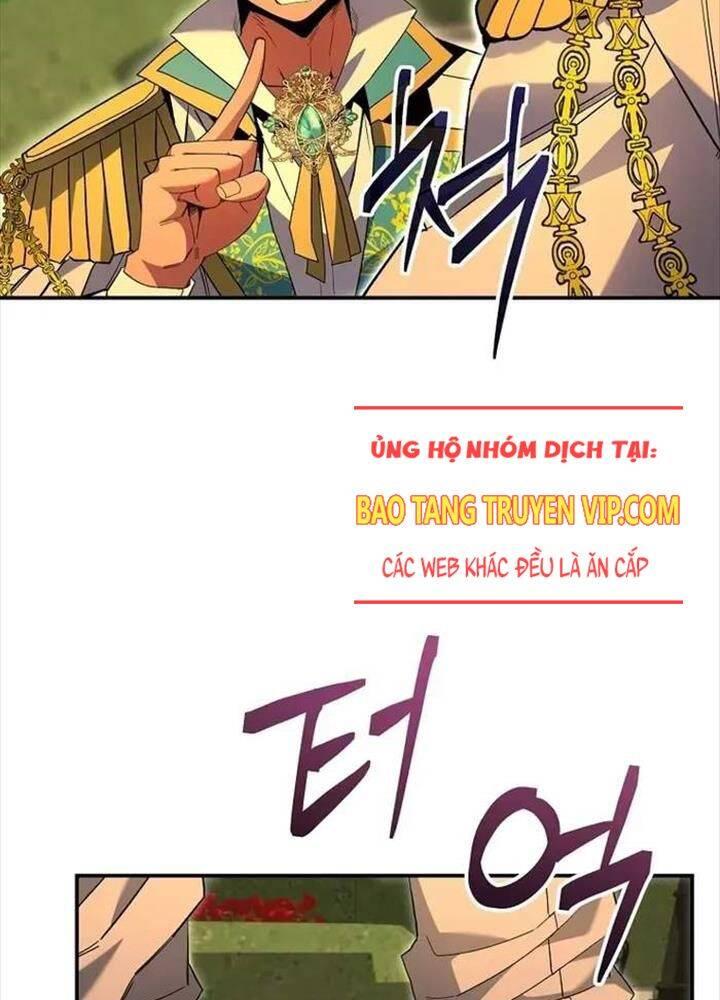 척
ỦNG HỘ NHÓM DỊCH TẠI:
BAO TANG TRUYEN VIP.COM
CÁC WEB KHÁC ĐỀU LÀ ĂN CẮP
터
억